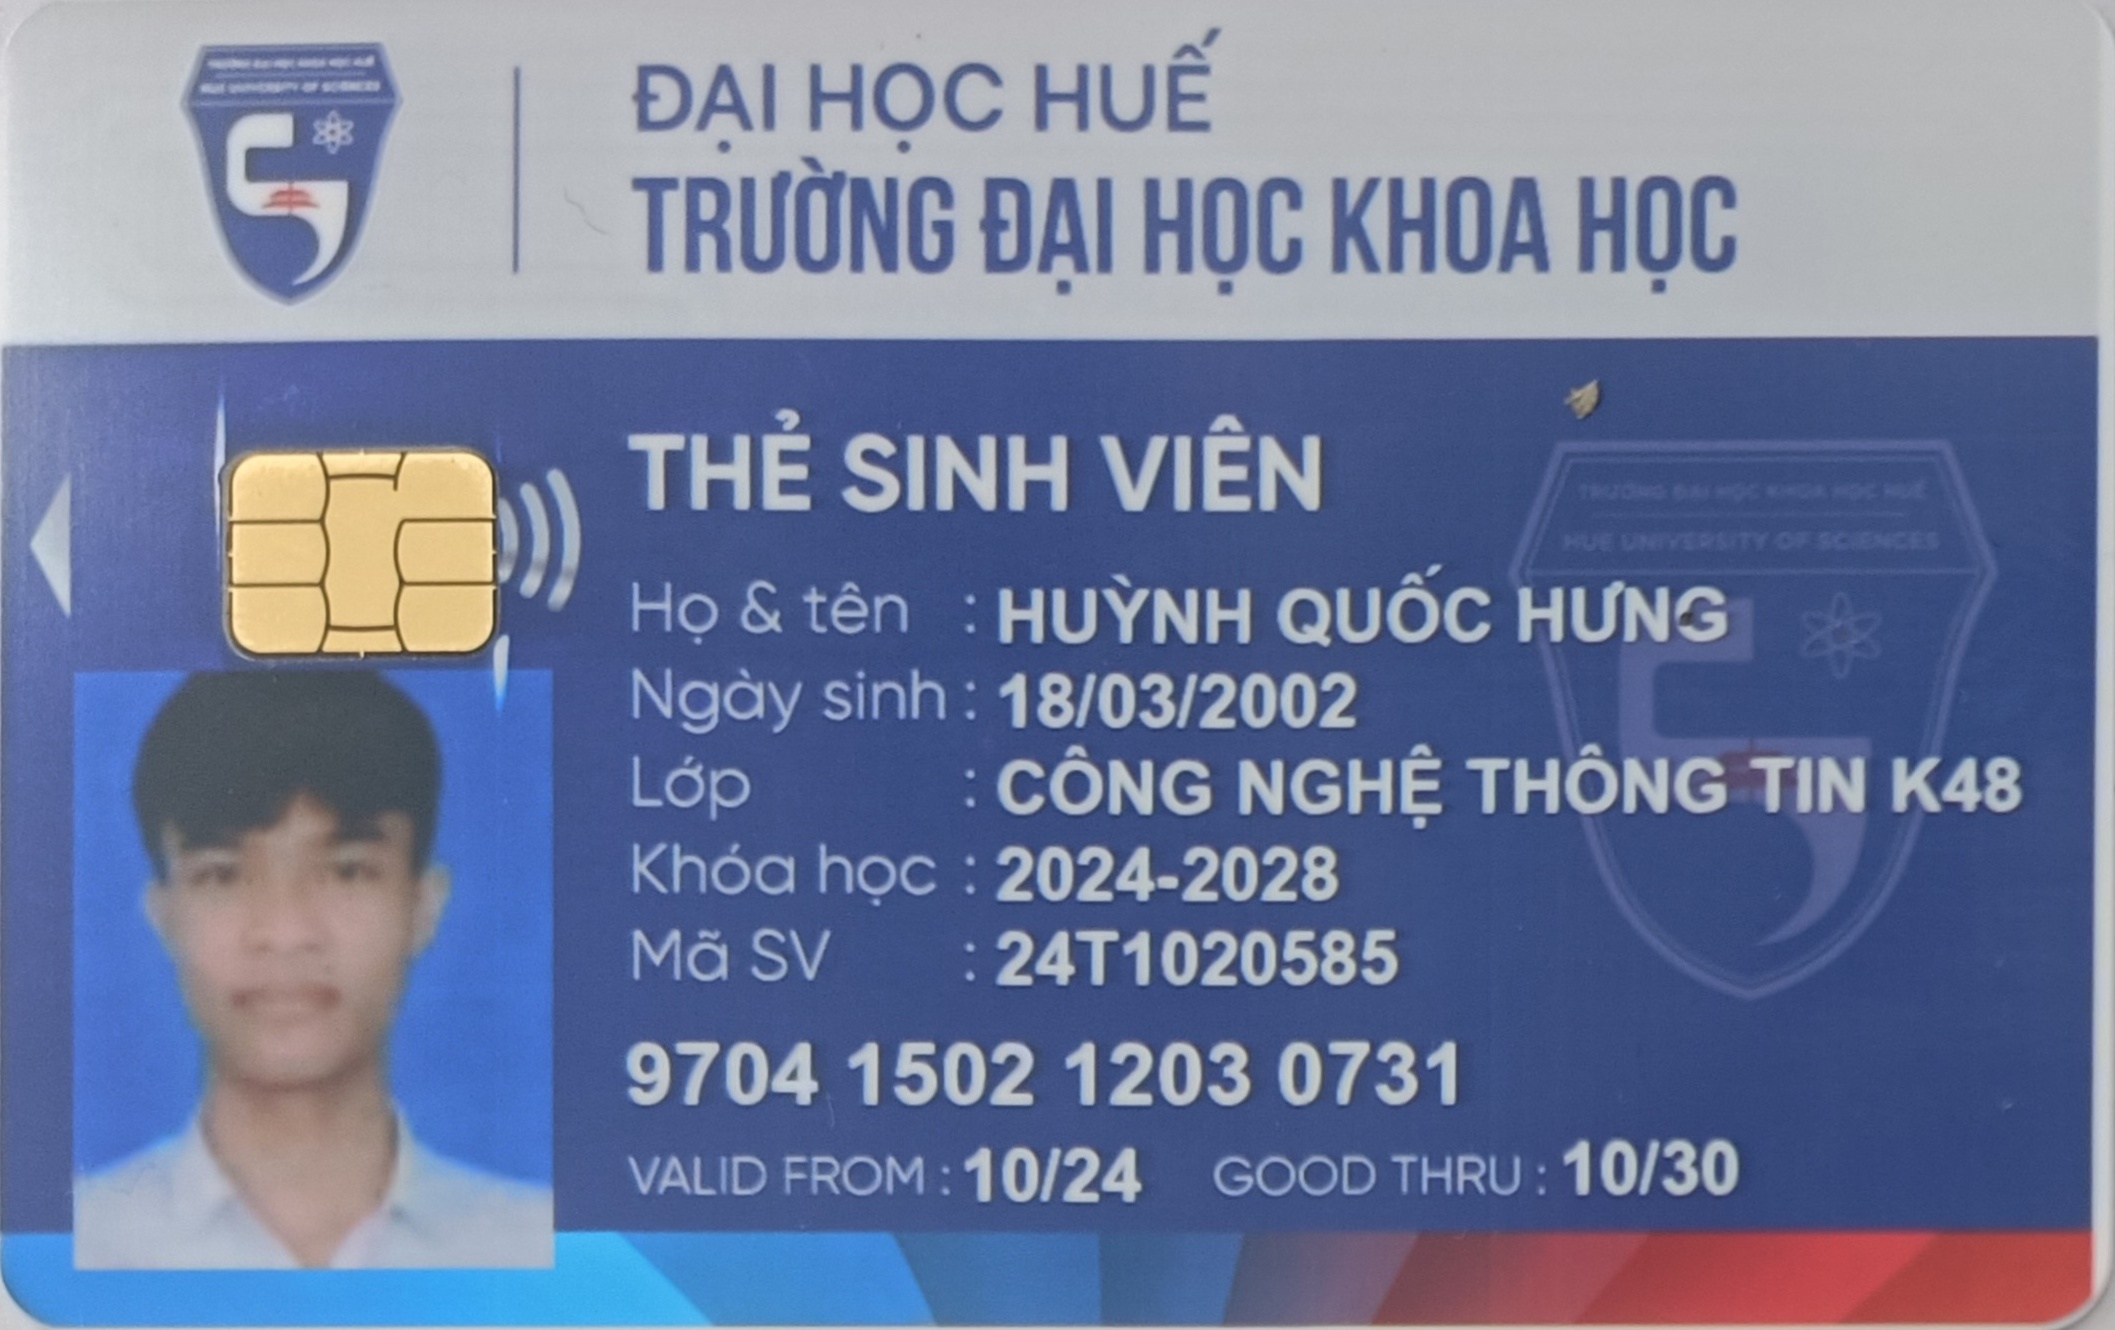 TRƯỜNG ĐẠI HỌC KHOA HỌC HUẾ
HUE UNIVERSITY OF SCIENCES
ĐẠI HỌC HUẾ
TRƯỜNG ĐẠI HỌC KHOA HỌC
THẺ SINH VIÊN
TRƯỜNG ĐẠI HỌC KHOA HỌC HUẾ
HUE UNIVERSITY OF SCIENCES
Họ & tên : HUỲNH QUỐC HƯNG
Ngày sinh : 18/03/2002
Lớp : CÔNG NGHỆ THÔNG TIN K48
Khóa học : 2024-2028
Mã SV : 24T1020585
9704 1502 1203 0731
VALID FROM : 10/24 GOOD THRU : 10/30